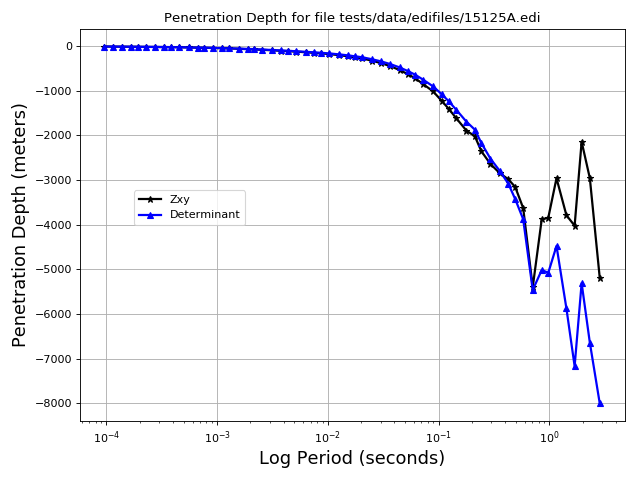 Penetration Depth for file tests/data/edifiles/15125A.edi
Penetration Depth (meters)
0
−1000
−2000
−3000
−4000
−5000
−6000
−7000
−8000
Zxy
Determinant
10⁻⁴ 10⁻³ 10⁻² 10⁻¹ 10⁰
Log Period (seconds)